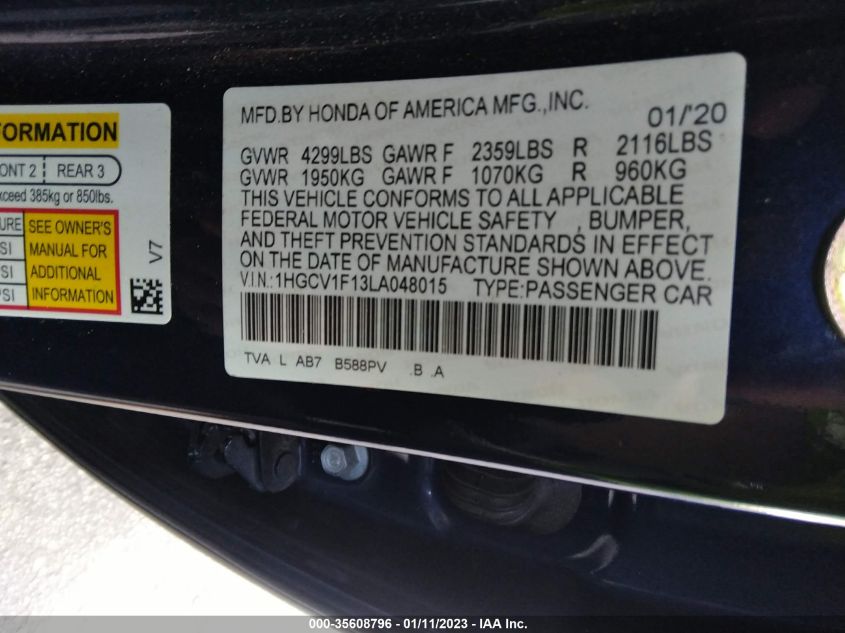 MFD.BY HONDA OF AMERICA MFG.,INC. 01/'20
GVWR 4299LBS GAWR F 2359LBS R 2116LBS
GVWR 1950KG GAWR F 1070KG R 960KG
THIS VEHICLE CONFORMS TO ALL APPLICABLE
FEDERAL MOTOR VEHICLE SAFETY , BUMPER,
AND THEFT PREVENTION STANDARDS IN EFFECT
ON THE DATE OF MANUFACTURE SHOWN ABOVE.
V.I.N.:1HGCV1F13LA048015 TYPE:PASSENGER CAR
TVA L AB7 B588PV .B .A
FORMATION
ONT 2 REAR 3
xceed 385kg or 850lbs.
URE
SI
SI
PSI
SEE OWNER'S
MANUAL FOR
ADDITIONAL
INFORMATION
V7
000-35608796 - 01/11/2023 - IAA Inc.